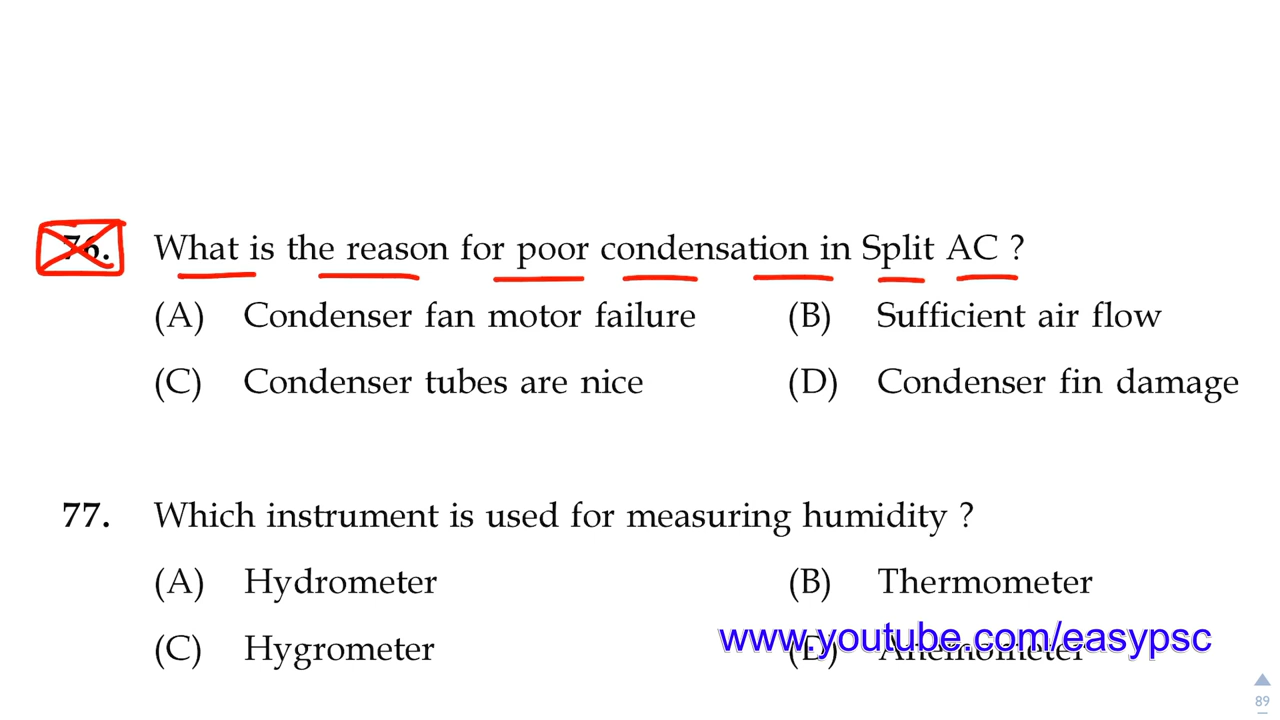 76. What is the reason for poor condensation in Split AC ?
(A) Condenser fan motor failure (B) Sufficient air flow
(C) Condenser tubes are nice (D) Condenser fin damage
77. Which instrument is used for measuring humidity ?
(A) Hydrometer (B) Thermometer
(C) Hygrometer (D) Anemometer
www.youtube.com/easypsc
89